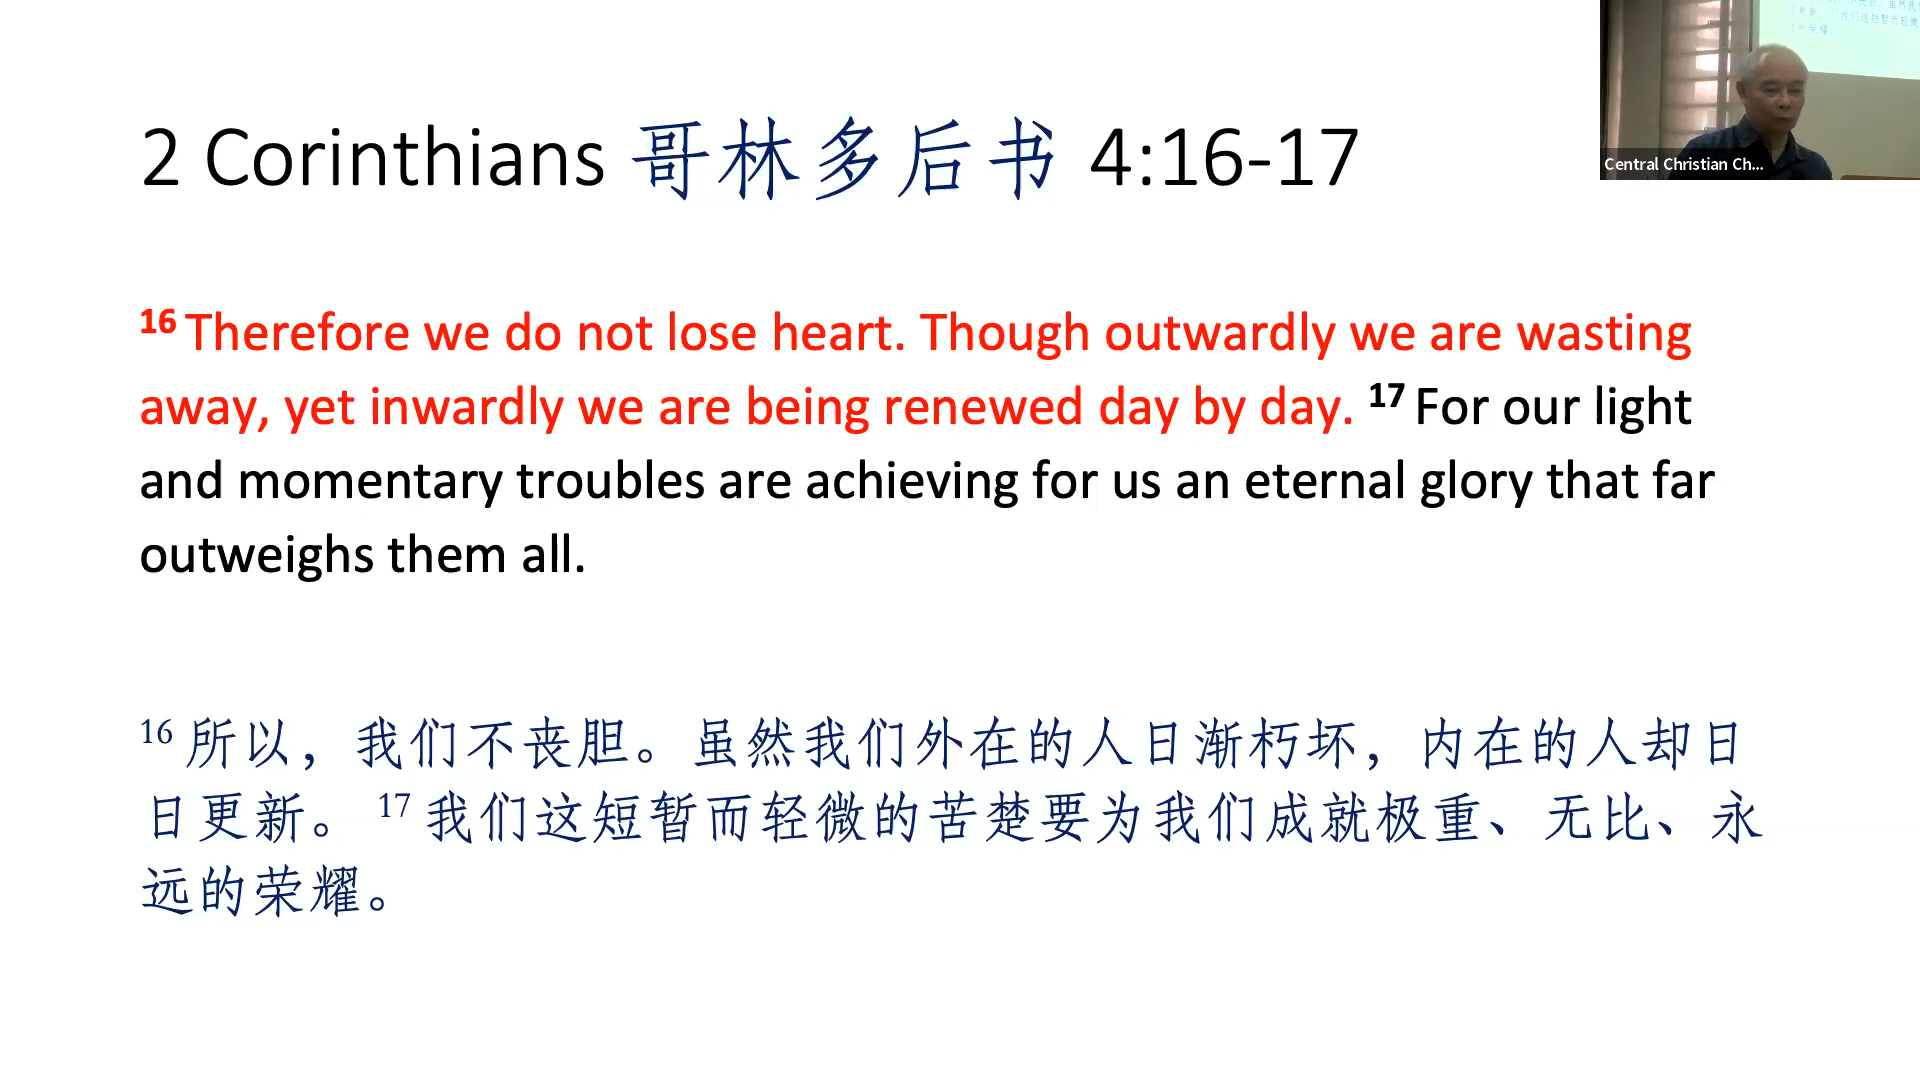 2 Corinthians 哥林多后书 4:16-17
Central Christian Ch...
16 Therefore we do not lose heart. Though outwardly we are wasting
away, yet inwardly we are being renewed day by day. 17 For our light
and momentary troubles are achieving for us an eternal glory that far
outweighs them all.
16 所以，我们不丧胆。虽然我们外在的人日渐朽坏，内在的人却日
日更新。 17 我们这短暂而轻微的苦楚要为我们成就极重、无比、永
远的荣耀。